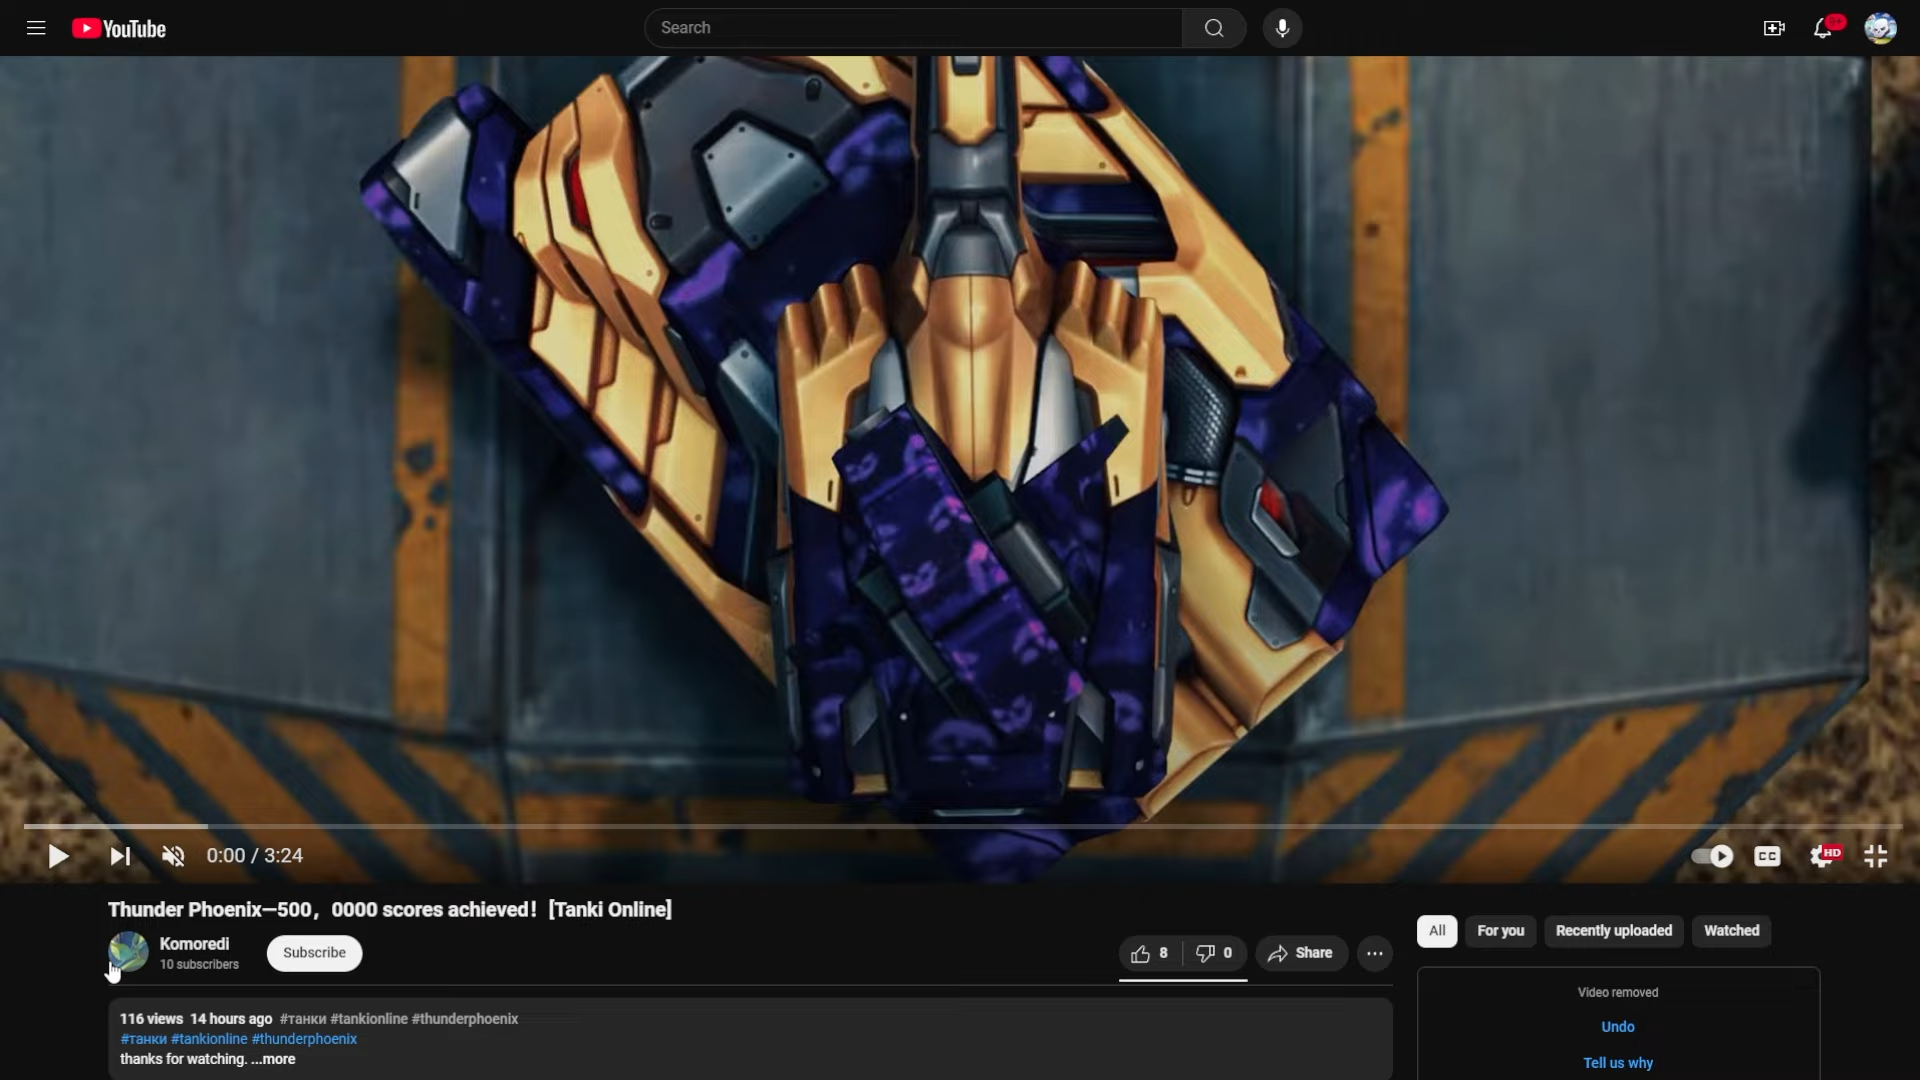 YouTube
Search
9+
0:00 / 3:24
CC
HD
Thunder Phoenix—500，0000 scores achieved！[Tanki Online]
Komoredi
10 subscribers
Subscribe
8
0
Share
116 views 14 hours ago #танки #tankionline #thunderphoenix
#танки #tankionline #thunderphoenix
thanks for watching. ...more
All
For you
Recently uploaded
Watched
Video removed
Undo
Tell us why